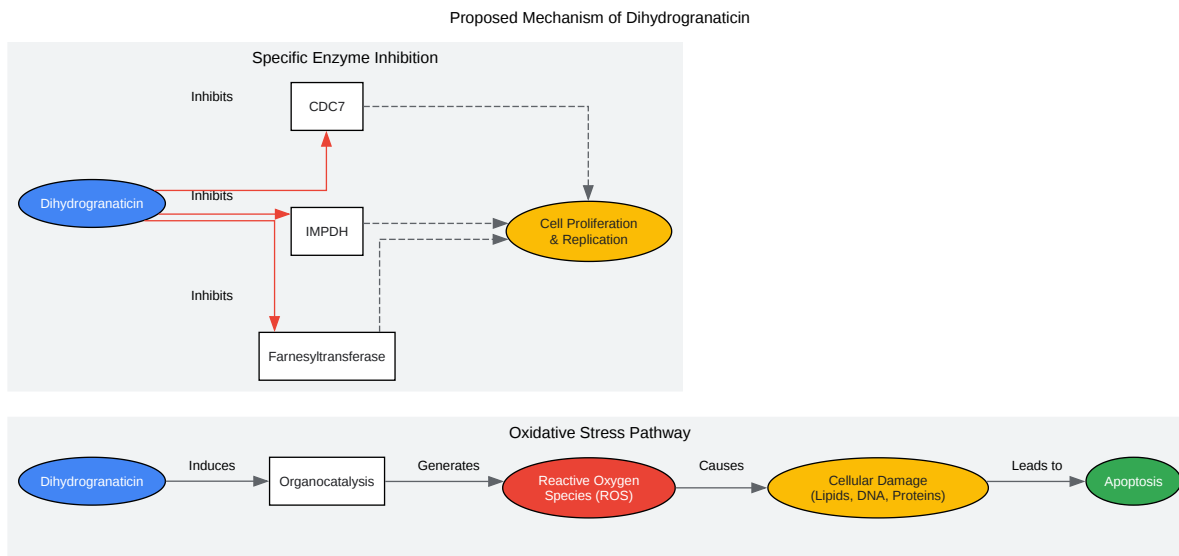 Proposed Mechanism of Dihydrogranaticin
Specific Enzyme Inhibition
Inhibits
CDC7
Dihydrogranaticin
Inhibits
IMPDH
Cell Proliferation
& Replication
Inhibits
Farnesyltransferase
Oxidative Stress Pathway
Dihydrogranaticin
Induces
Organocatalysis
Generates
Reactive Oxygen
Species (ROS)
Causes
Cellular Damage
(Lipids, DNA, Proteins)
Leads to
Apoptosis